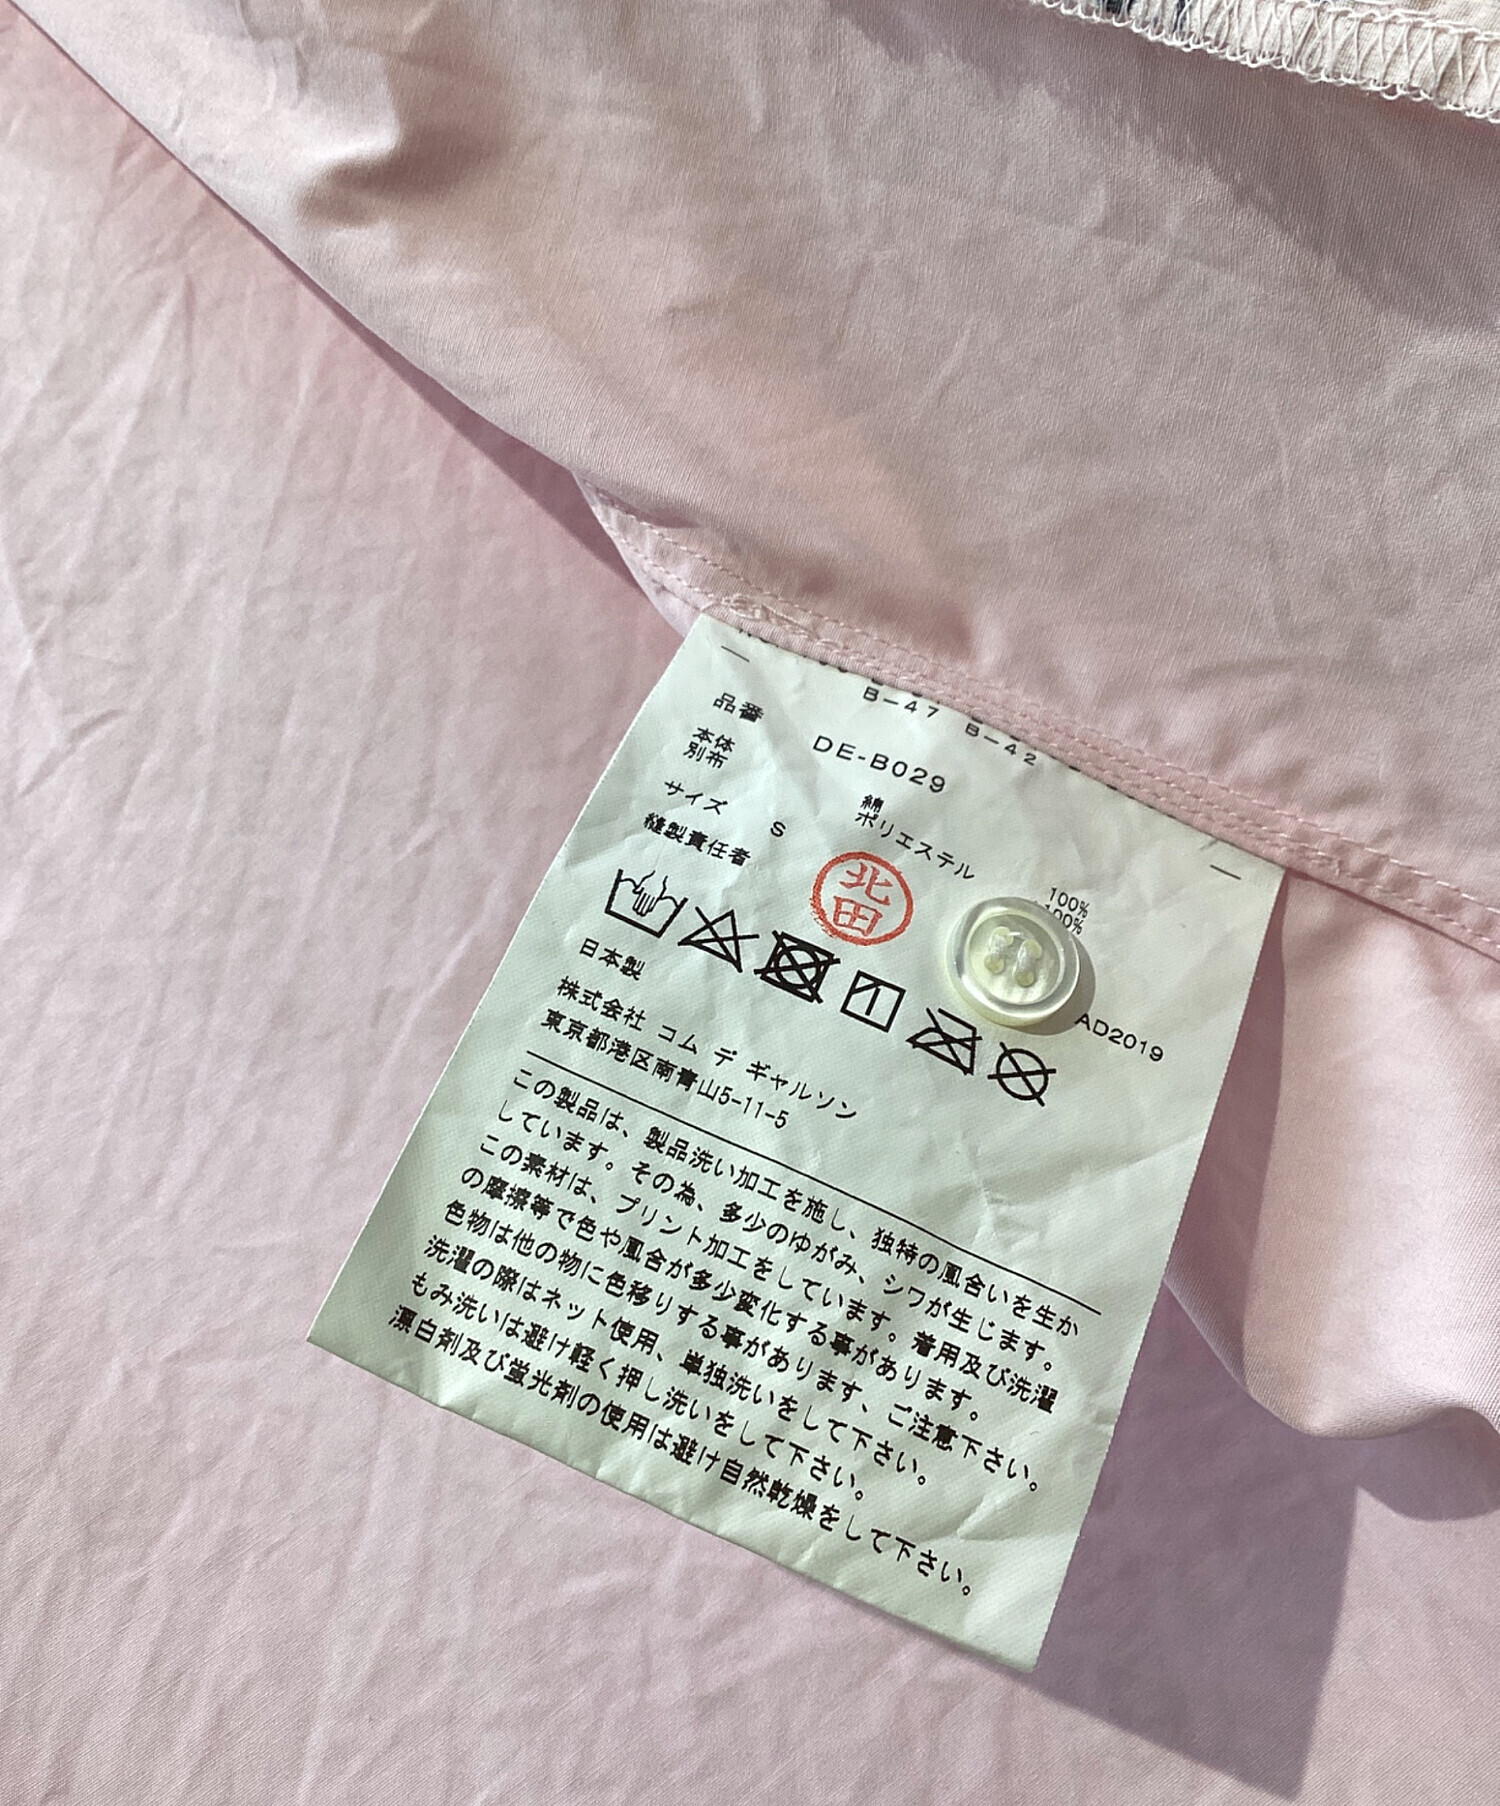 B-47 B-42
品番 DE-B029
本体 綿 100%
別布 ポリエステル 100%
サイズ S
縫製責任者 北田
AD2019
日本製
株式会社 コム デ ギャルソン
東京都港区南青山5-11-5
この製品は、製品洗い加工を施し、独特の風合いを生か
しています。その為、多少のゆがみ、シワが生じます。
この素材は、プリント加工をしています。着用及び洗濯
の摩擦等で色や風合が多少変化する事があります。
色物は他の物に色移りする事があります、ご注意下さい。
洗濯の際はネット使用、単独洗いをして下さい。
もみ洗いは避け軽く押し洗いをして下さい。
漂白剤及び蛍光剤の使用は避け自然乾燥をして下さい。